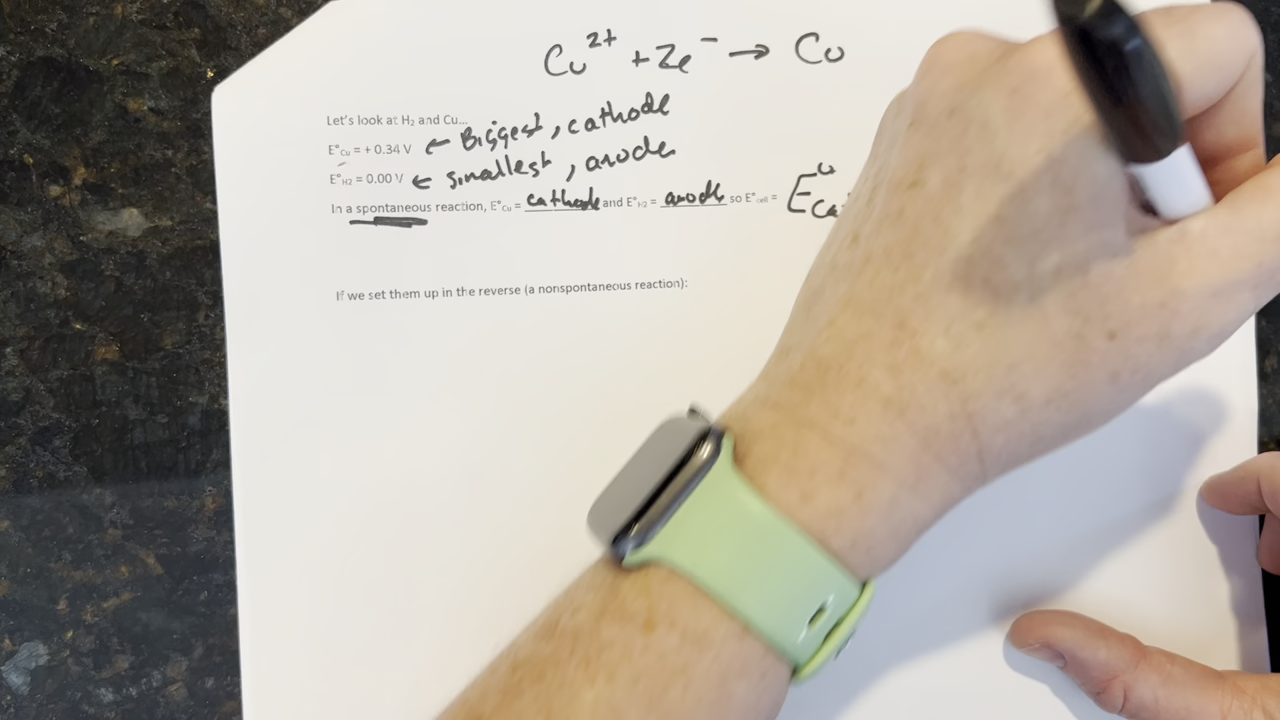 Cu²⁺ + 2e⁻ → Cu
Let's look at H₂ and Cu...
E°Cu = + 0.34 V ← Biggest, cathode
E°H2 = 0.00 V ← smallest, anode
In a spontaneous reaction, E°Cu = cathode and E°H2 = anode so E°cell =
If we set them up in the reverse (a nonspontaneous reaction):